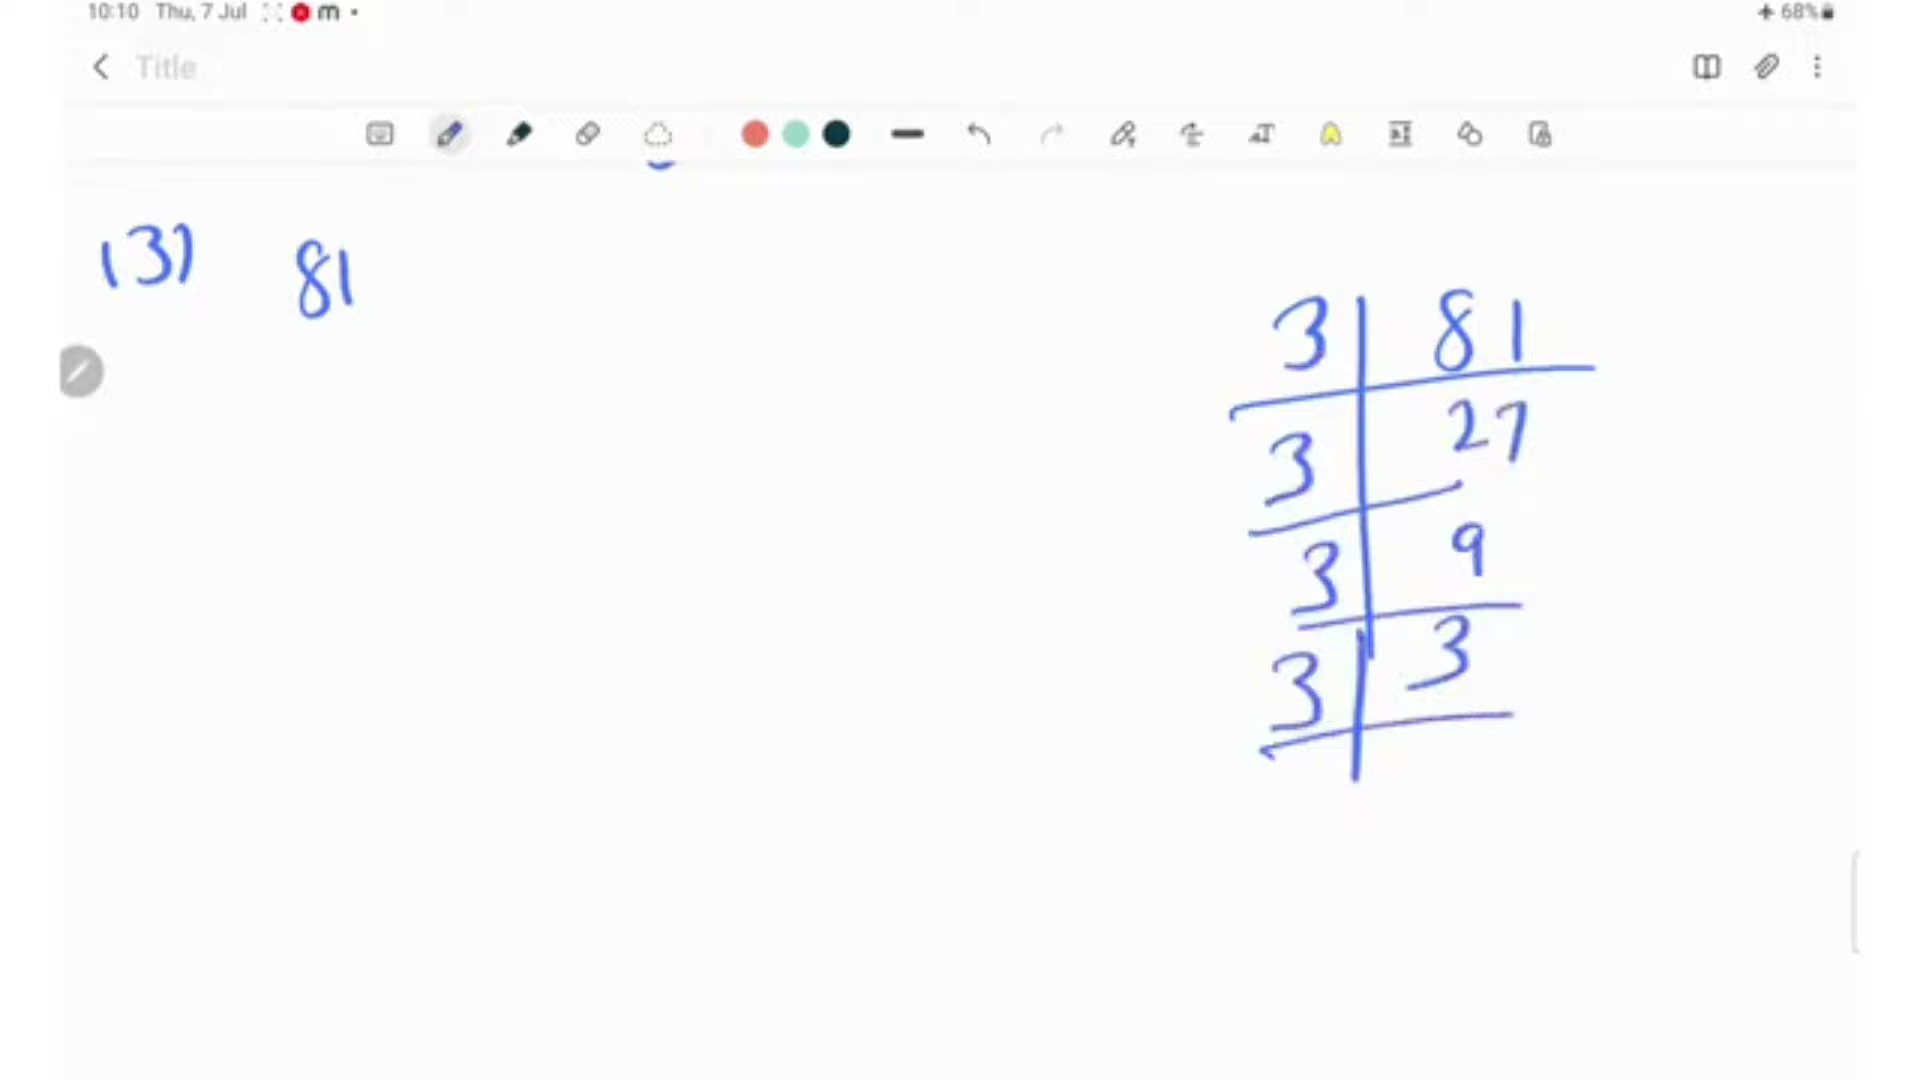 10:10 Thu, 7 Jul m •
68%
Title
(3) 81
3 | 81
3 | 27
3 | 9
3 | 3